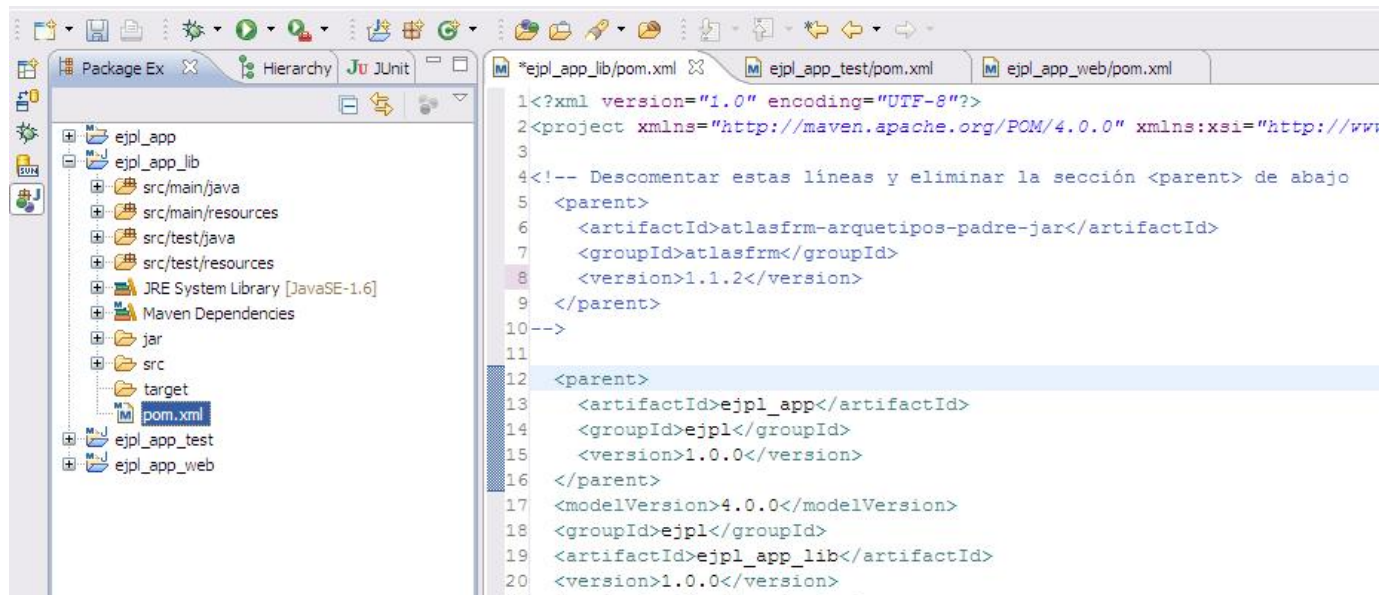 Package Ex
Hierarchy
JUnit
ejpl_app
ejpl_app_lib
src/main/java
src/main/resources
src/test/java
src/test/resources
JRE System Library [JavaSE-1.6]
Maven Dependencies
jar
src
target
pom.xml
ejpl_app_test
ejpl_app_web
*ejpl_app_lib/pom.xml
ejpl_app_test/pom.xml
ejpl_app_web/pom.xml
1<?xml version="1.0" encoding="UTF-8"?>
2<project xmlns="http://maven.apache.org/POM/4.0.0" xmlns:xsi="http://www
3
4<!-- Descomentar estas líneas y eliminar la sección <parent> de abajo
5 <parent>
6 <artifactId>atlasfrm-arquetipos-padre-jar</artifactId>
7 <groupId>atlasfrm</groupId>
8 <version>1.1.2</version>
9 </parent>
10-->
11
12 <parent>
13 <artifactId>ejpl_app</artifactId>
14 <groupId>ejpl</groupId>
15 <version>1.0.0</version>
16 </parent>
17 <modelVersion>4.0.0</modelVersion>
18 <groupId>ejpl</groupId>
19 <artifactId>ejpl_app_lib</artifactId>
20 <version>1.0.0</version>